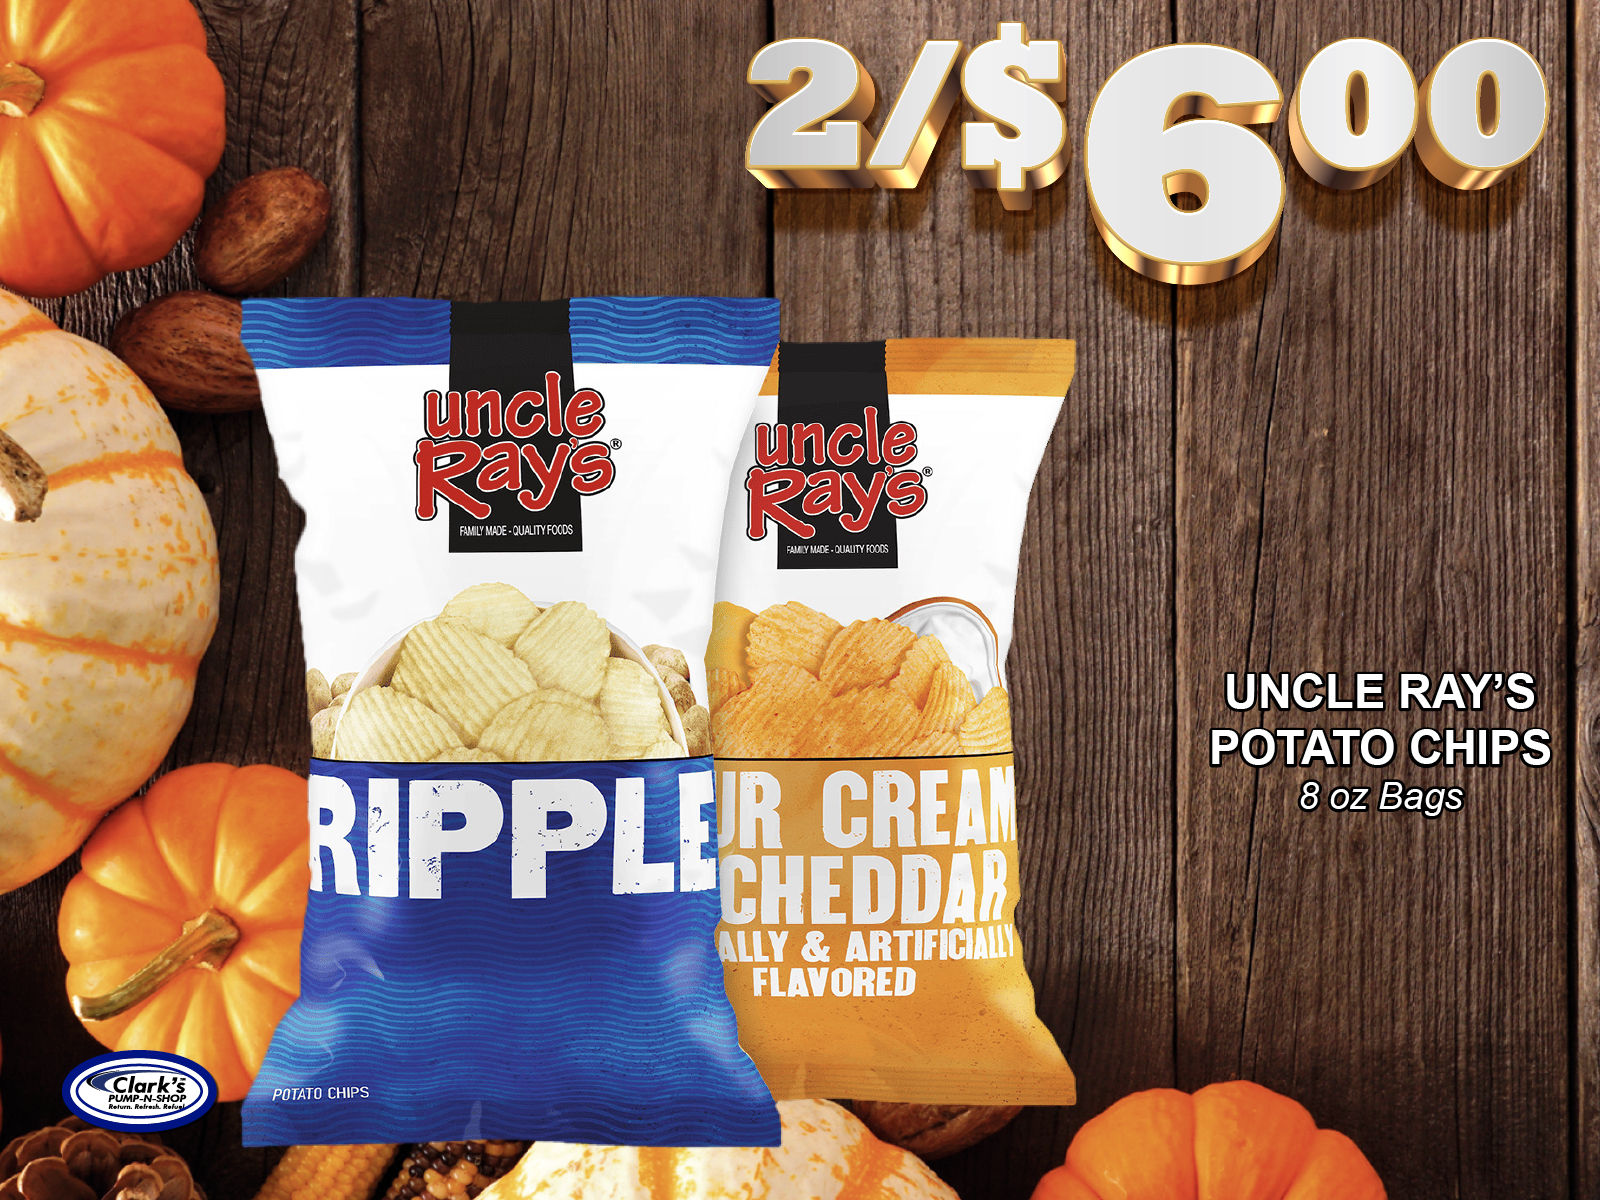 2/$600
uncle
Ray's®
FAMILY MADE - QUALITY FOODS
RIPPLE
POTATO CHIPS
uncle
Ray's®
FAMILY MADE - QUALITY FOODS
UR CREAM
CHEDDAR
ALLY & ARTIFICIALLY
FLAVORED
UNCLE RAY’S
POTATO CHIPS
8 oz Bags
Clark's
PUMP-N-SHOP
Return. Refresh. Refuel.